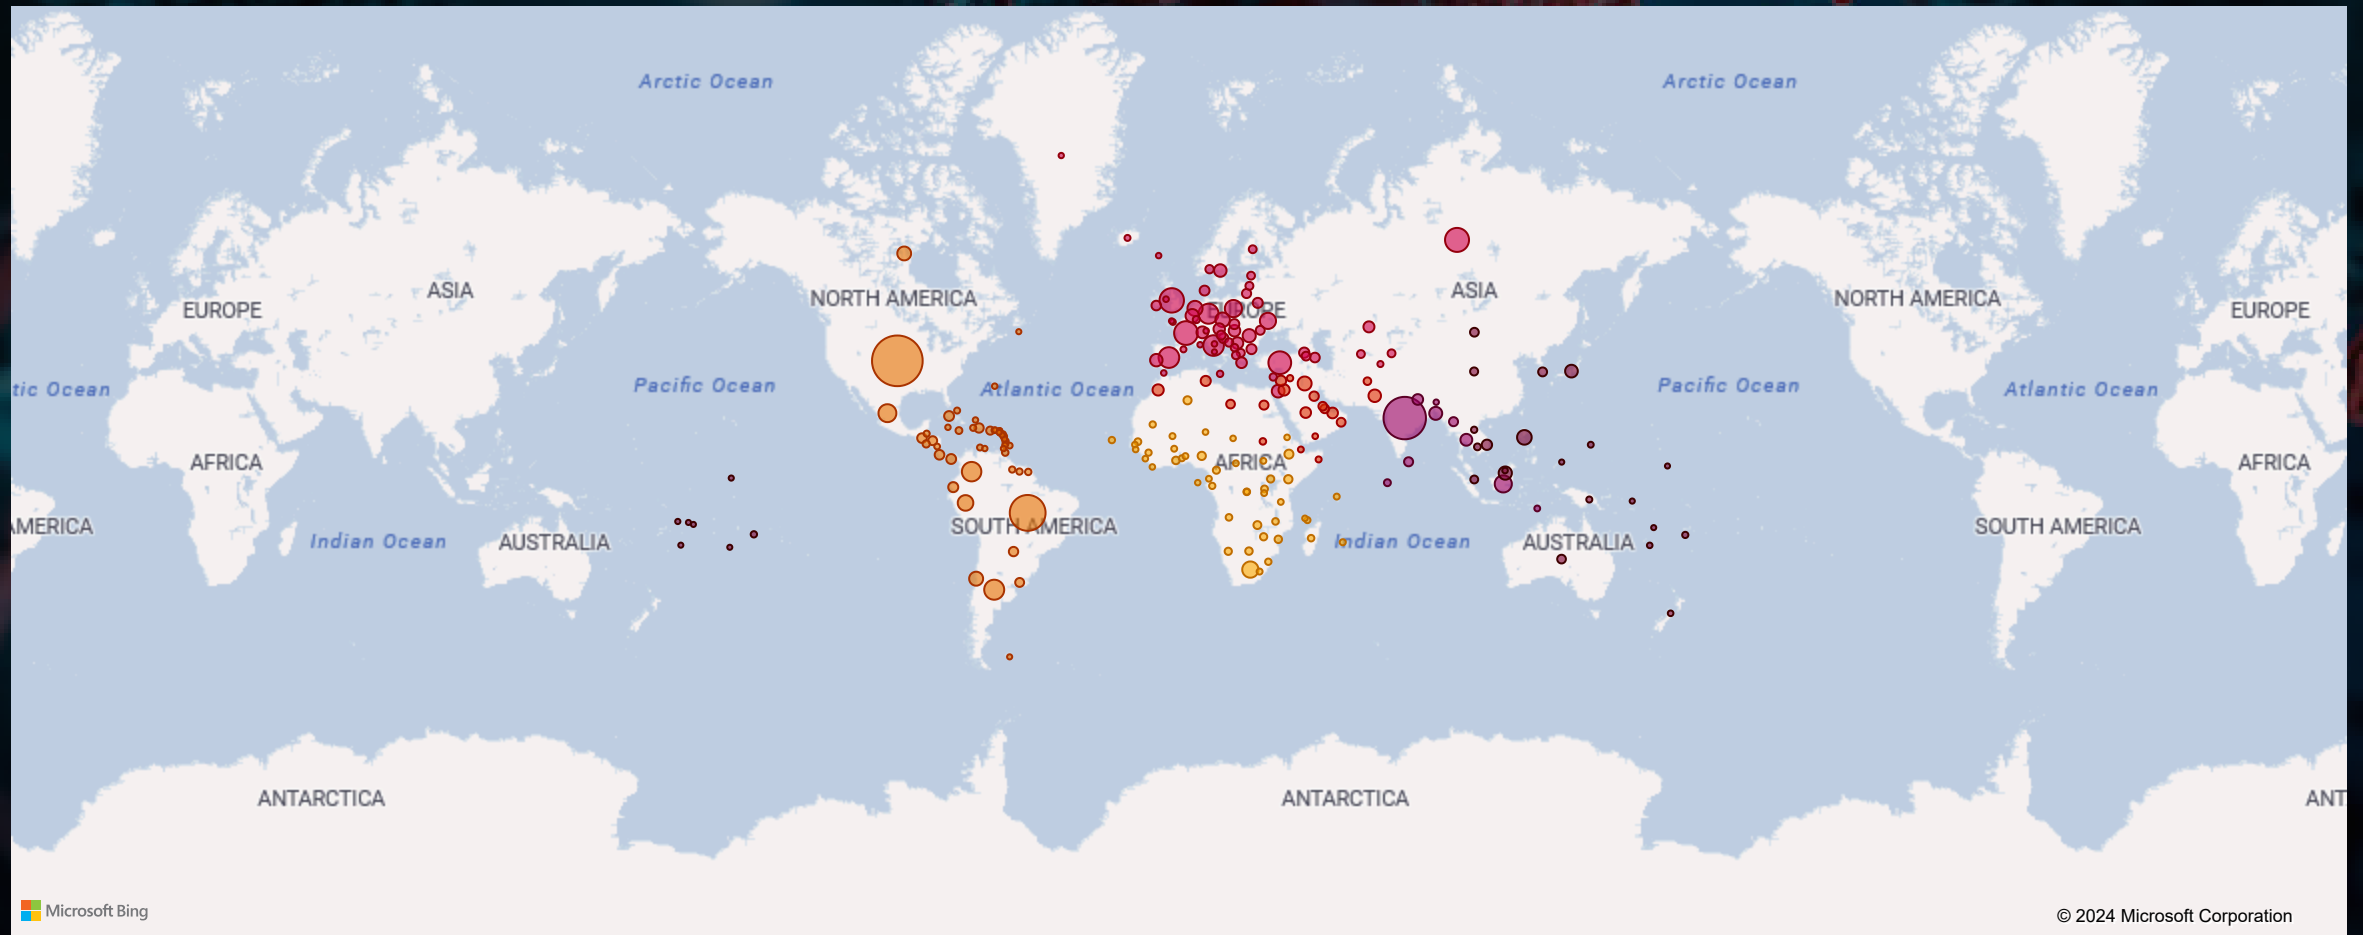 Arctic Ocean
Arctic Ocean
ASIA
ASIA
NORTH AMERICA
NORTH AMERICA
EUROPE
EUROPE
EUROPE
tic Ocean
Pacific Ocean
Atlantic Ocean
Pacific Ocean
Atlantic Ocean
AFRICA
AFRICA
AFRICA
AMERICA
SOUTH AMERICA
SOUTH AMERICA
Indian Ocean
AUSTRALIA
Indian Ocean
AUSTRALIA
ANTARCTICA
ANTARCTICA
ANT
Microsoft Bing
© 2024 Microsoft Corporation